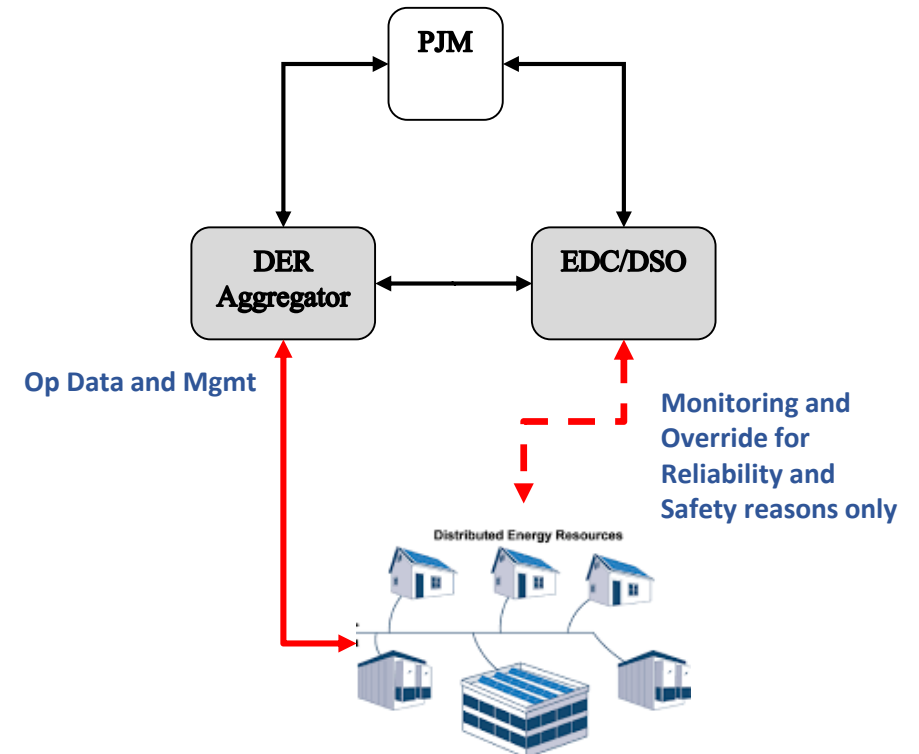 PJM
DER
Aggregator
EDC/DSO
Op Data and Mgmt
Monitoring and
Override for
Reliability and
Safety reasons only
Distributed Energy Resources